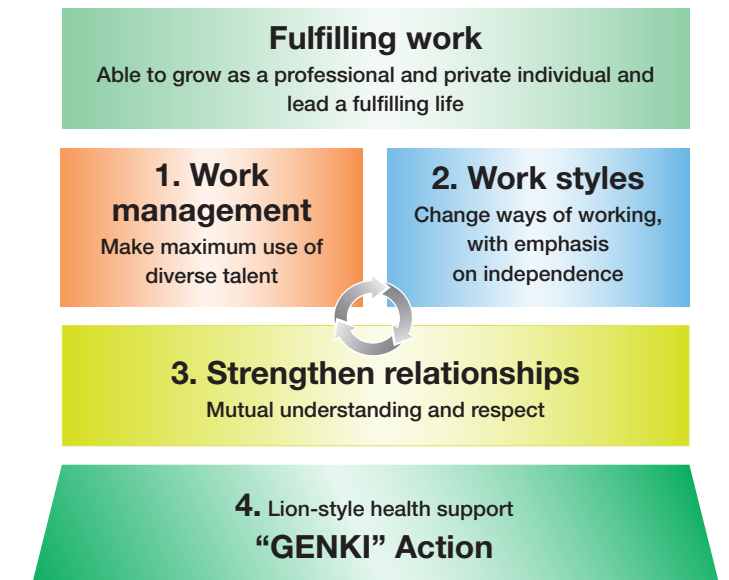 Fulfilling work
Able to grow as a professional and private individual and
lead a fulfilling life
1. Work
management
Make maximum use of
diverse talent
2. Work styles
Change ways of working,
with emphasis
on independence
3. Strengthen relationships
Mutual understanding and respect
4. Lion-style health support
“GENKI” Action